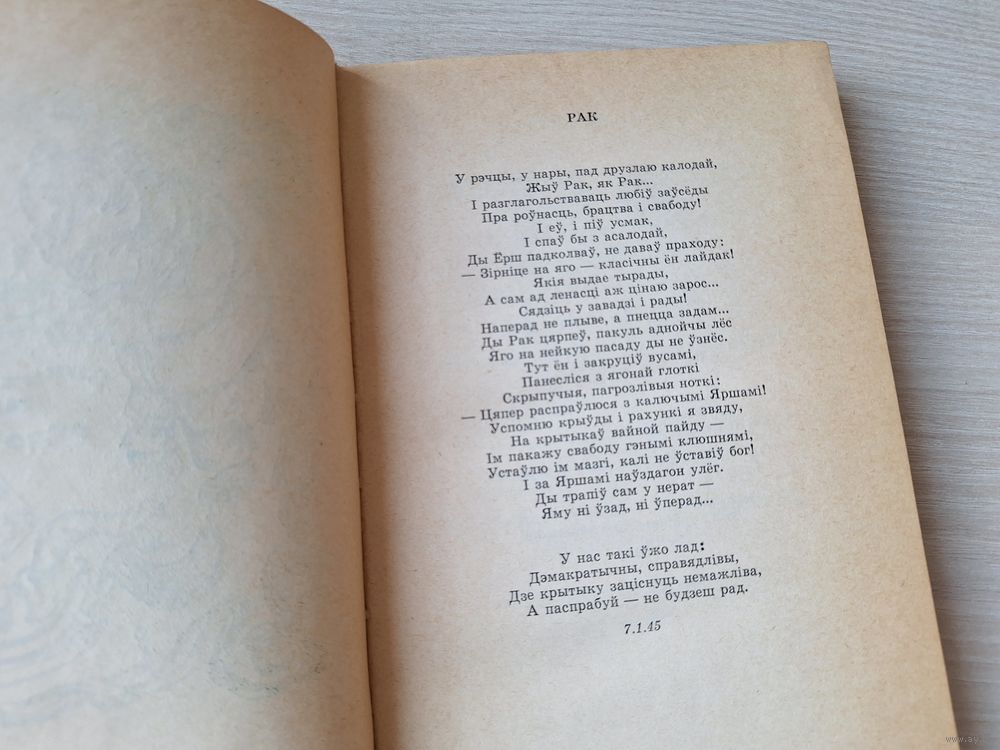 РАК
У рэчцы, у нары, пад друзлаю калодай,
Жыў Рак, як Рак...
І разглагольстваваць любіў заўсёды
Пра роўнасць, брацтва і свабоду!
І еў, і піў усмак,
І спаў бы з асалодай,
Ды Ёрш падколваў, не даваў праходу:
— Зірніце на яго — класічны ён лайдак!
Якія выдае тырады,
А сам ад ленасці аж цінаю зарос...
Сядзіць у завадзі і рады!
Наперад не плыве, а пнецца задам...
Ды Рак цярпеў, пакуль аднойчы лёс
Яго на нейкую пасаду ды не ўзнёс.
Тут ён і закруціў вусамі,
Панесліся з ягонай глоткі
Скрыпучыя, пагрозлівыя ноткі:
— Цяпер распраўлюся з калючымі Яршамі!
Успомню крыўды і рахункі я звяду,
На крытыкаў вайной пайду —
Ім пакажу свабоду гэнымі клюшнямі,
Устаўлю ім мазгі, калі не ўставіў бог!
І за Яршамі наўздагон улёг.
Ды трапіў сам у нерат —
Яму ні ўзад, ні ўперад...
У нас такі ўжо лад:
Дэмакратычны, справядлівы,
Дзе крытыку заціснуць немажліва,
А паспрабуй — не будзеш рад.
7.1.45